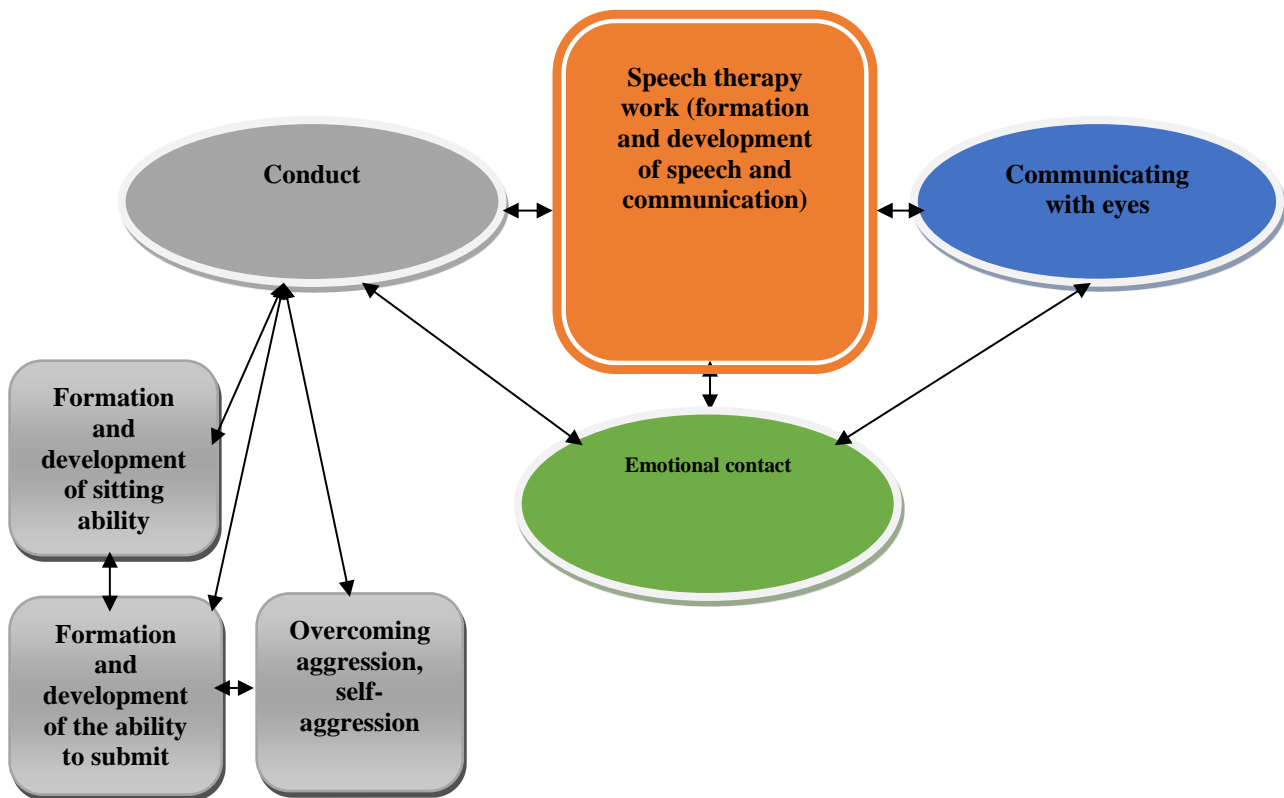 Speech therapy
work (formation
and development
of speech and
communication)
Conduct
Communicating
with eyes
Emotional contact
Formation
and
development
of sitting
ability
Formation
and
development
of the ability
to submit
Overcoming
aggression,
self-
aggression